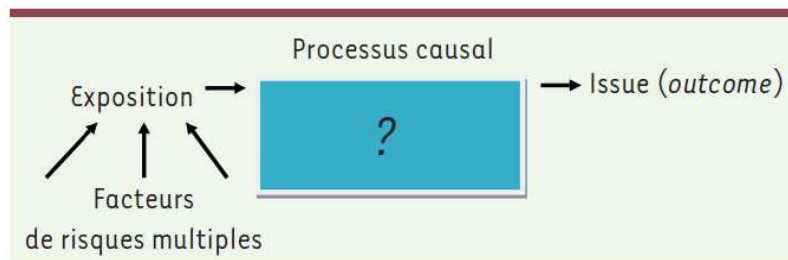 Processus causal
Exposition
Issue (outcome)
?
Facteurs
de risques multiples